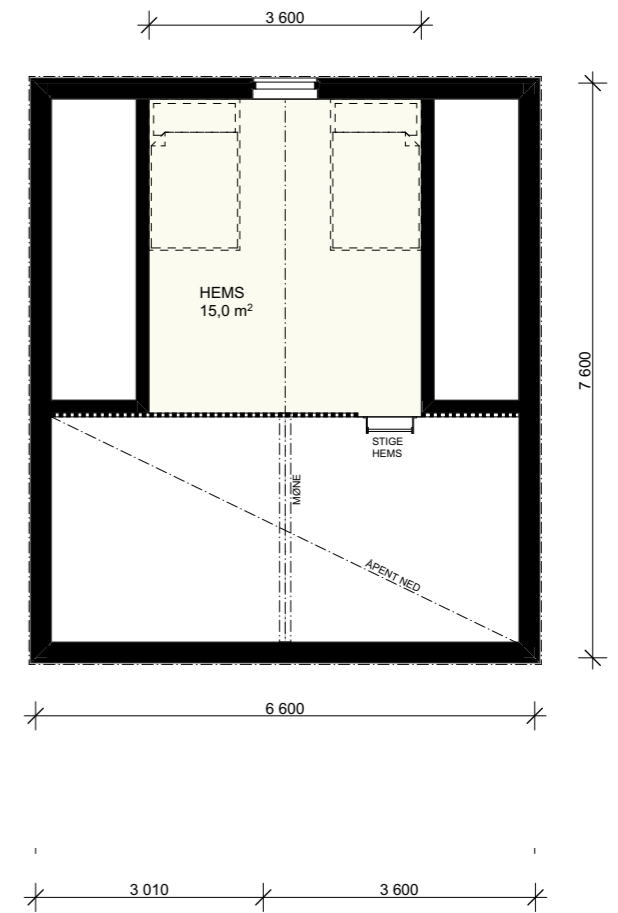 3 600
HEMS
15,0 m²
7 600
STIGE
HEMS
MØNE
ÅPENT NED
6 600
3 010
3 600